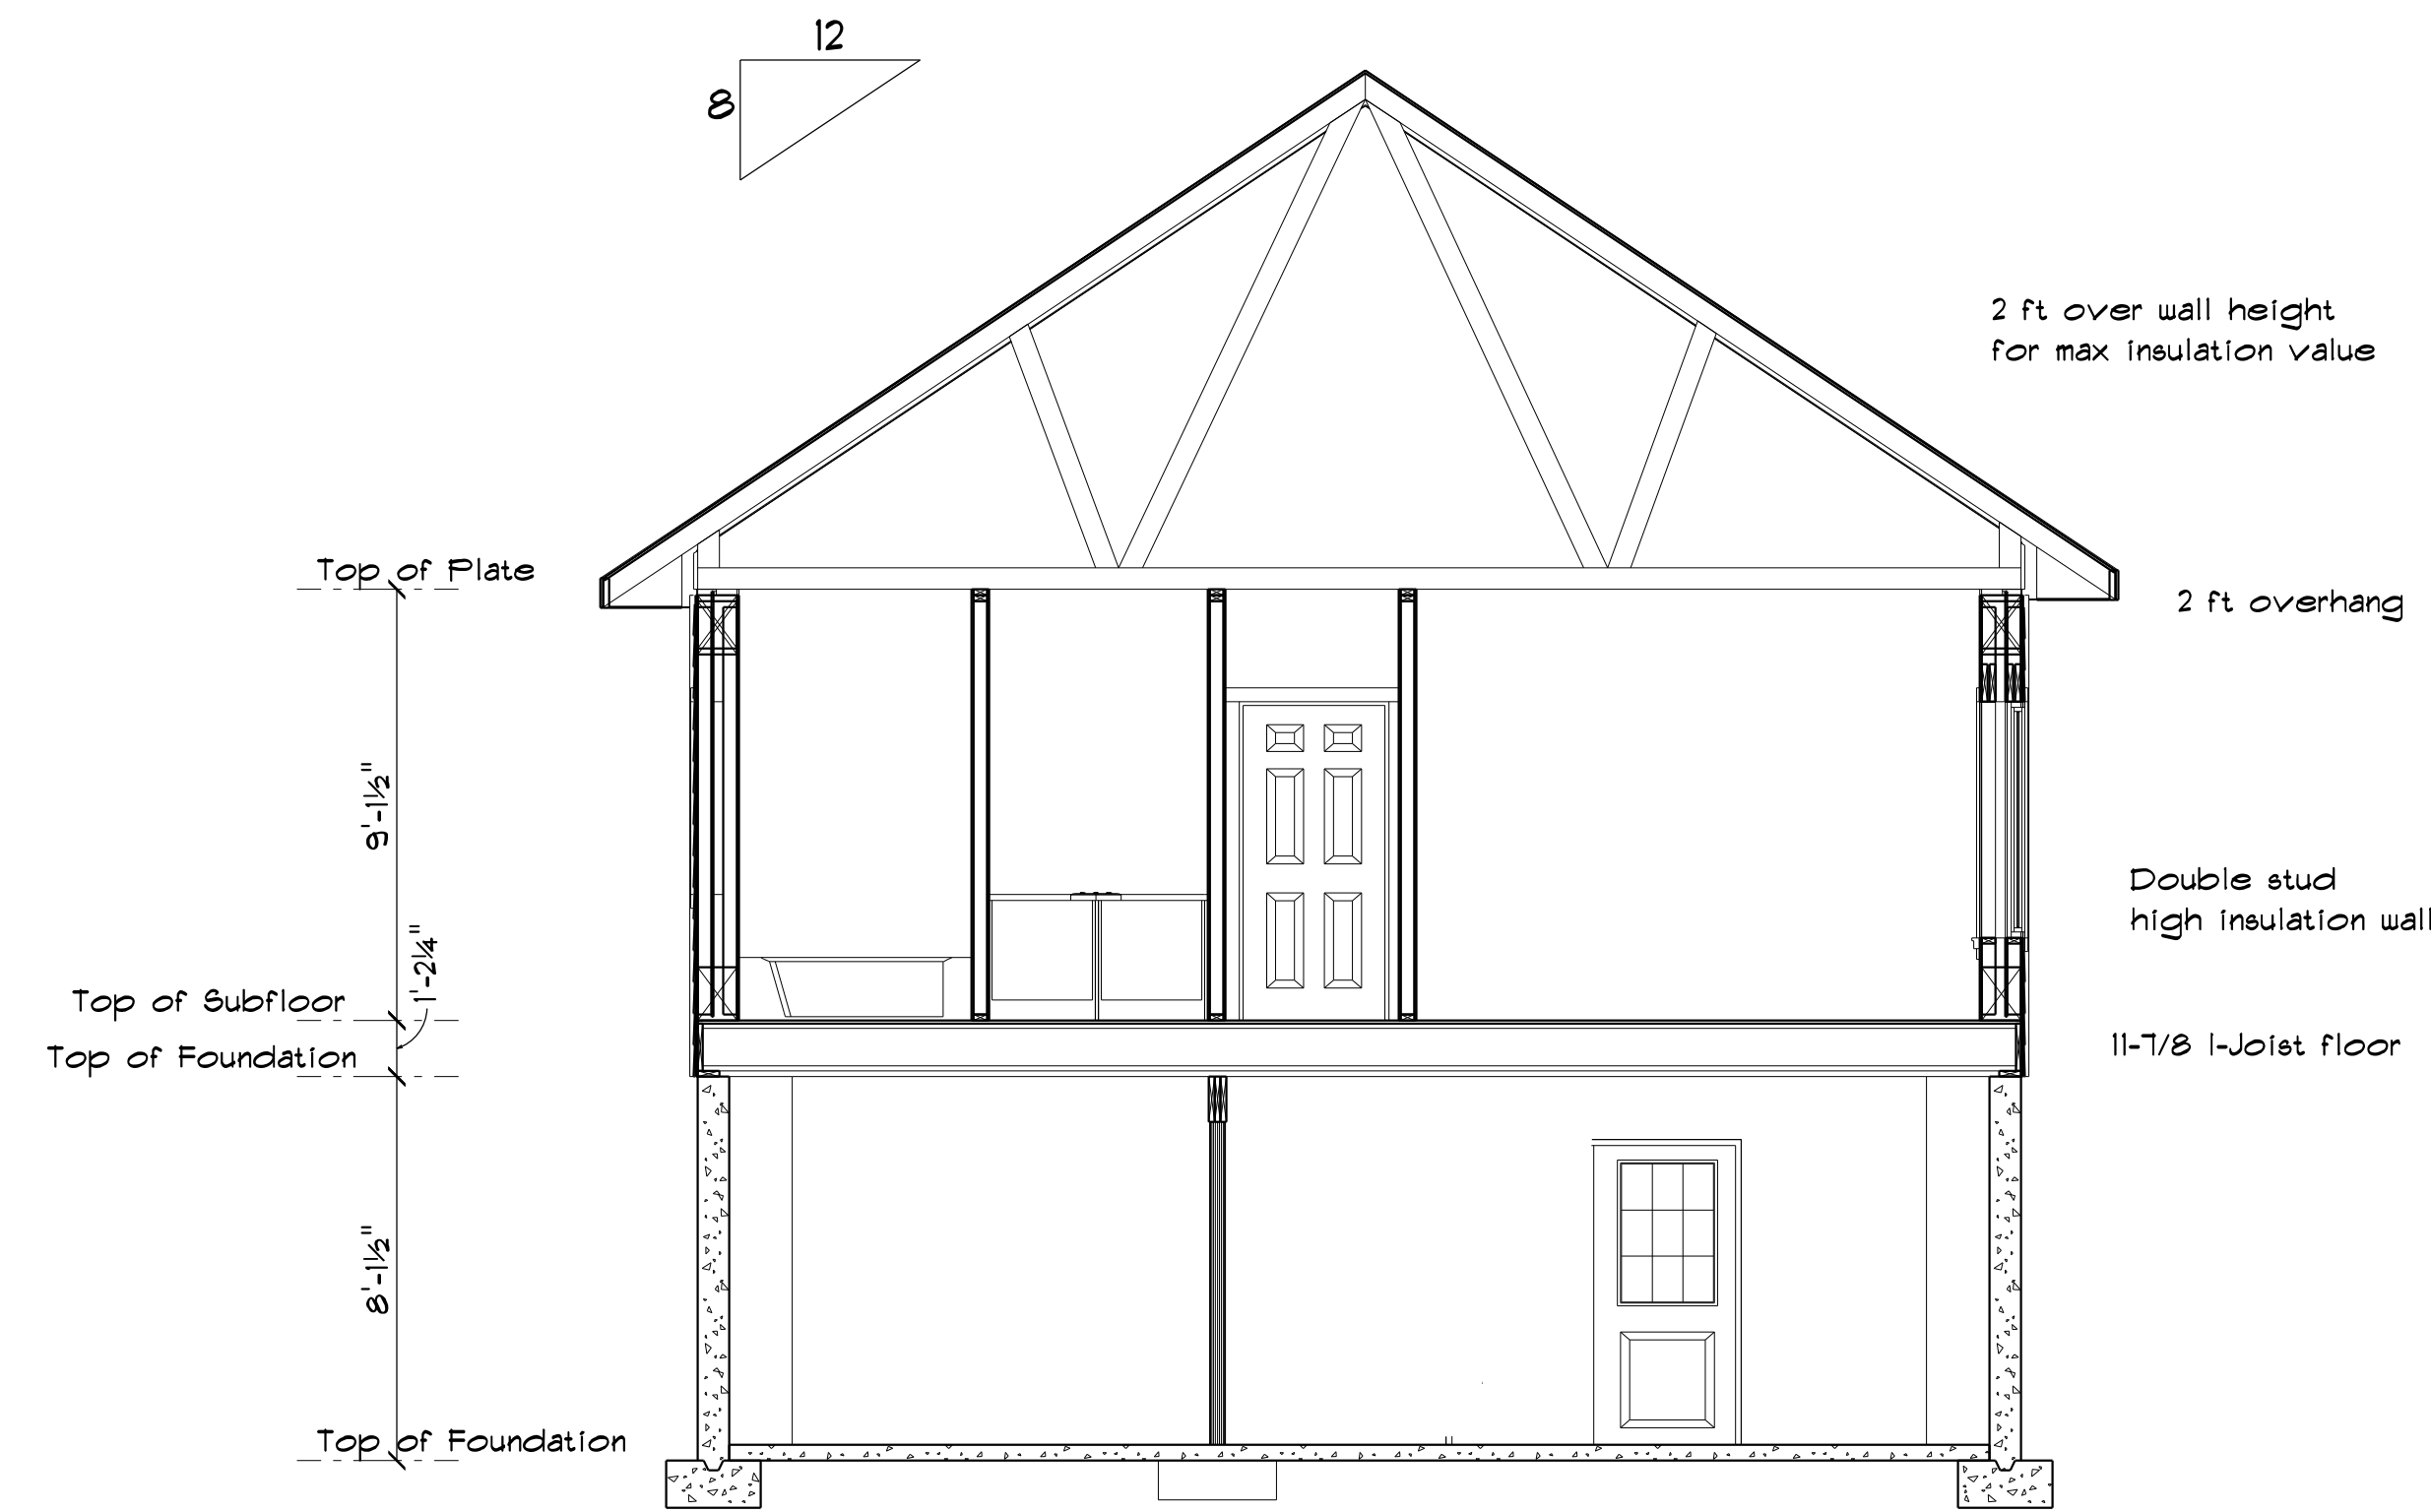 12
8
2 ft over wall height
for max insulation value
Top of Plate
2 ft overhang
9'-1½"
Double stud
high insulation wall
1'-2¼"
Top of Subfloor
Top of Foundation
11-7/8 I-Joist floor
8'-1½"
Top of Foundation